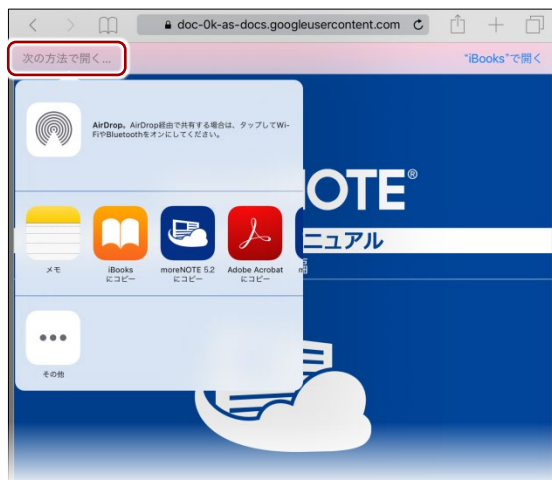 doc-0k-as-docs.googleusercontent.com
次の方法で開く...
"iBooks"で開く
AirDrop。AirDrop経由で共有する場合は、タップしてWi-
FiやBluetoothをオンにしてください。
OTE®
ニュアル
メモ
iBooks
にコピー
moreNOTE 5.2
にコピー
Adobe Acrobat
にコピー
その他